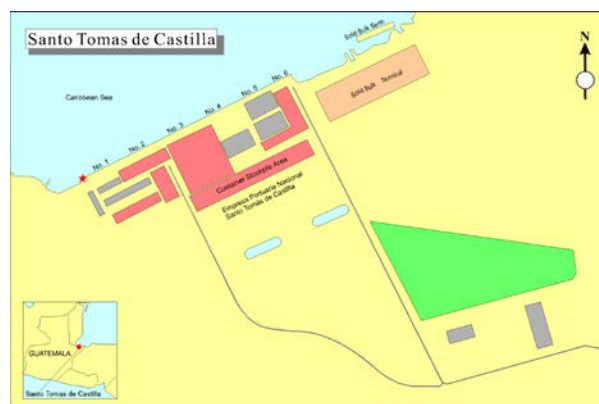 Santo Tomas de Castilla
Solid Bulk Berth
N
Solid Bulk Terminal
Caribbean Sea
No. 1
No. 2
No. 3
No. 4
No. 5
No. 6
Container Stockpile Area
Empresa Portuaria Nacional
Santo Tomás de Castilla
GUATEMALA
Santo Tomas de Castilla